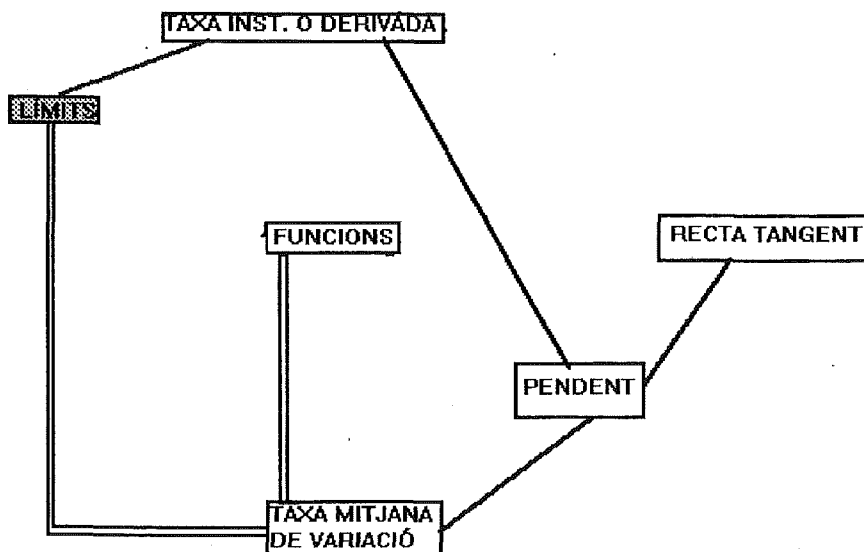 TAXA INST. O DERIVADA
LÍMITS
FUNCIONS
RECTA TANGENT
PENDENT
TAXA MITJANA
DE VARIACIÓ